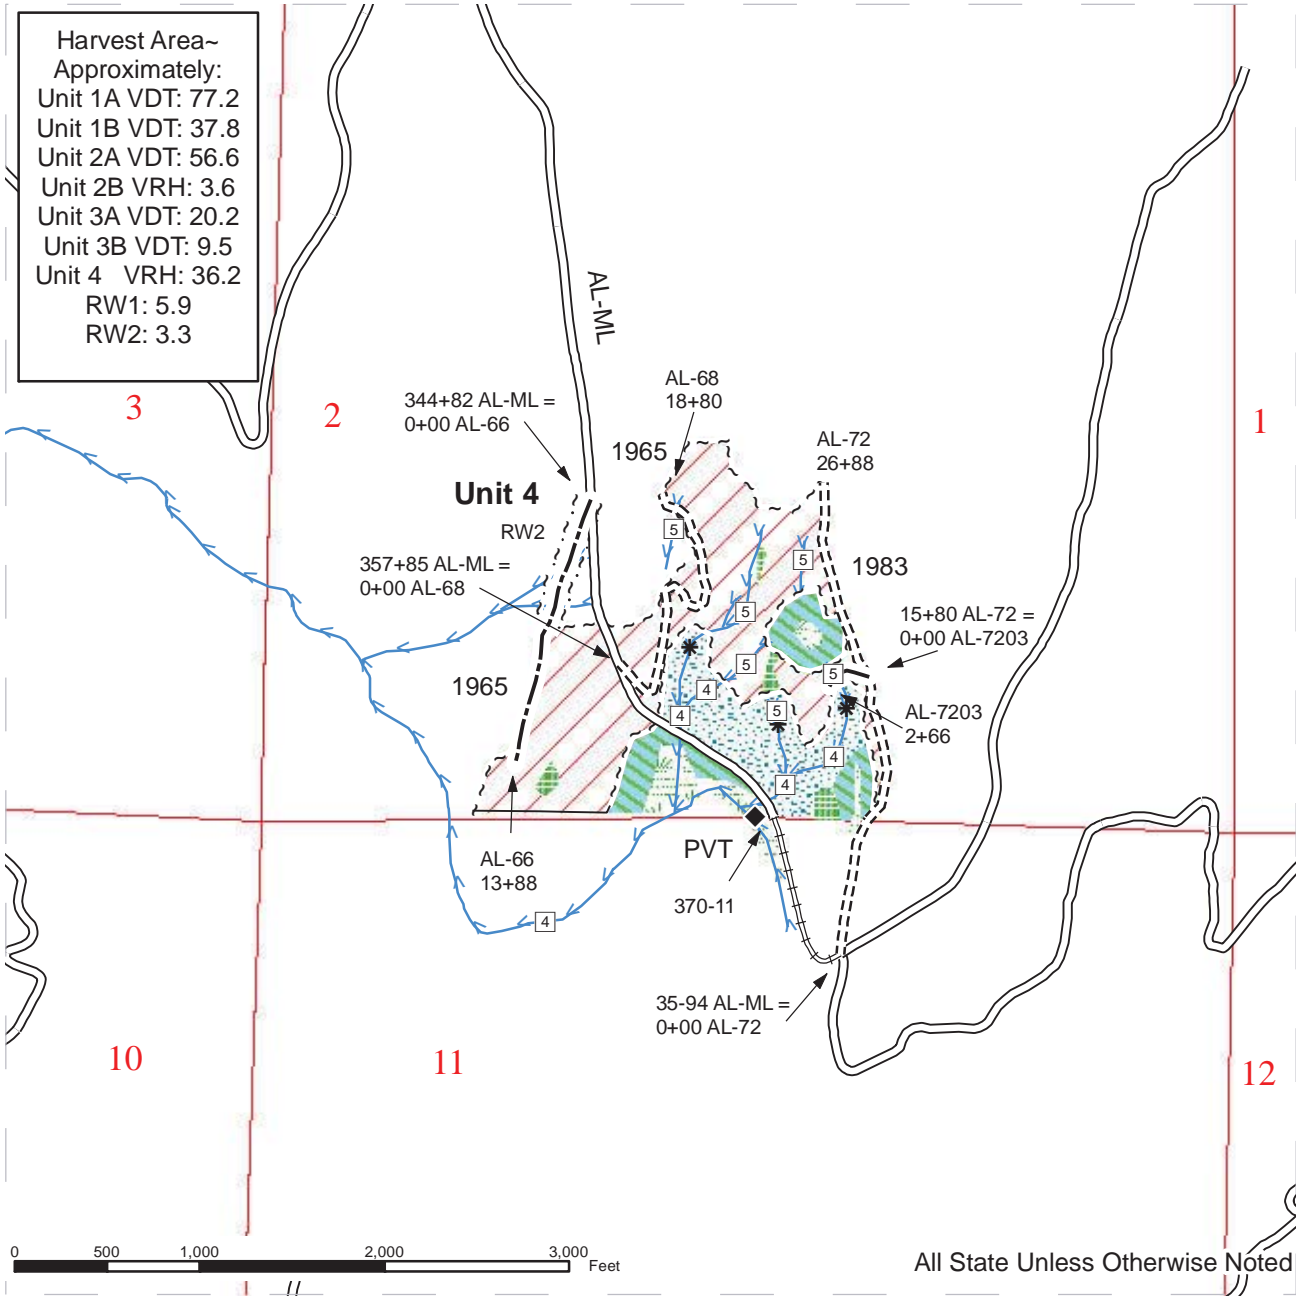 Harvest Area~
Approximately:
Unit 1A VDT: 77.2
Unit 1B VDT: 37.8
Unit 2A VDT: 56.6
Unit 2B VRH: 3.6
Unit 3A VDT: 20.2
Unit 3B VDT: 9.5
Unit 4 VRH: 36.2
RW1: 5.9
RW2: 3.3
AL-ML
3
2
1
AL-68
18+80
344+82 AL-ML =
0+00 AL-66
1965
AL-72
26+88
Unit 4
RW2
5
357+85 AL-ML =
0+00 AL-68
5
1983
5
15+80 AL-72 =
0+00 AL-7203
5
5
1965
4
4
5
AL-7203
2+66
4
4
PVT
AL-66
13+88
370-11
4
35-94 AL-ML =
0+00 AL-72
10
11
12
0 500 1,000 2,000 3,000
Feet
All State Unless Otherwise Noted